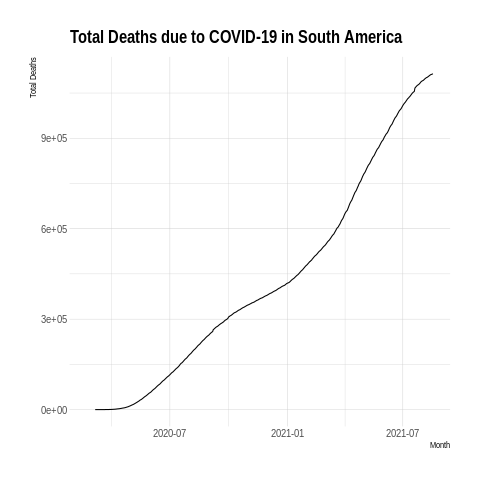 Total Deaths due to COVID-19 in South America
Total Deaths
9e+05
6e+05
3e+05
0e+00
2020-07 2021-01 2021-07
Month